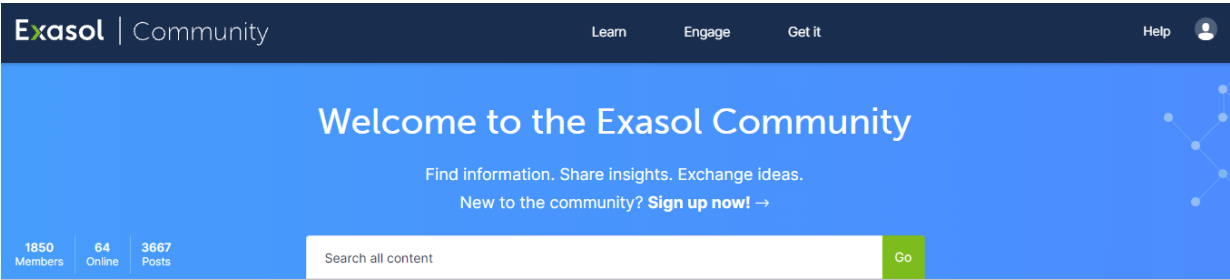 Exasol | Community
Learn Engage Get it Help
Welcome to the Exasol Community
Find information. Share insights. Exchange ideas.
New to the community? Sign up now! →
1850 64 3667
Members Online Posts
Search all content Go